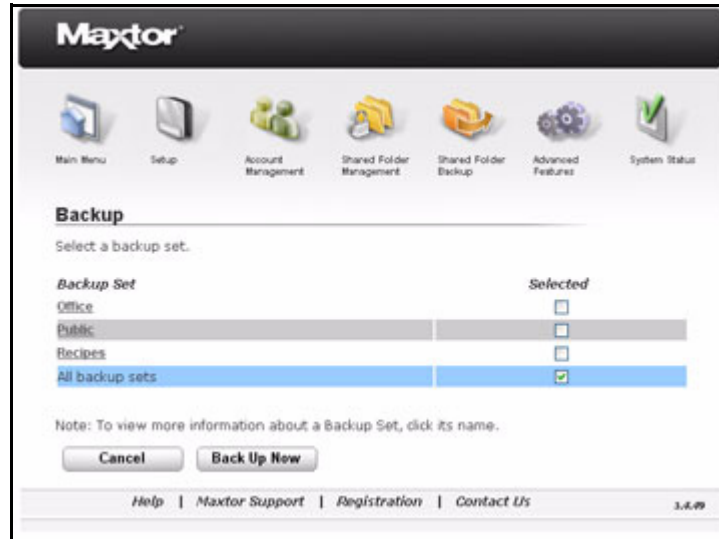 Maxtor
Main Menu
Setup
Account Management
Shared Folder Management
Shared Folder Backup
Advanced Features
System Status
Backup
Select a backup set.
Backup Set Selected
Office
Public
Recipes
All backup sets
Note: To view more information about a Backup Set, click its name.
Cancel Back Up Now
Help | Maxtor Support | Registration | Contact Us